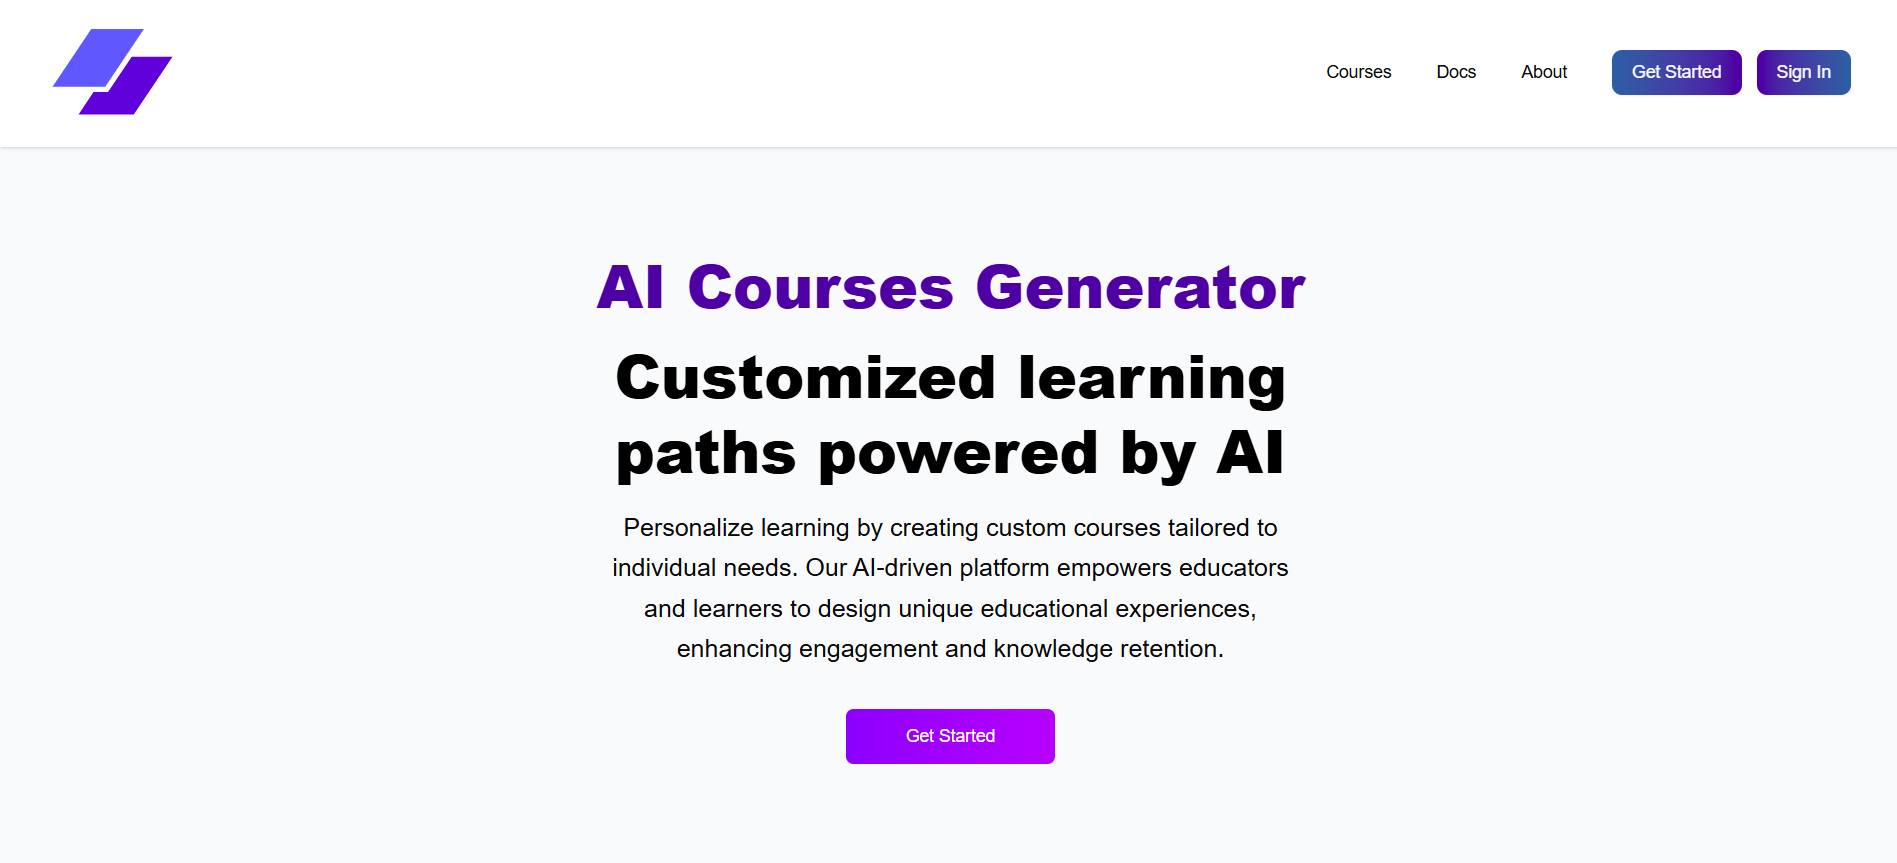 Courses
Docs
About
Get Started
Sign In
AI Courses Generator
Customized learning
paths powered by AI
Personalize learning by creating custom courses tailored to
individual needs. Our AI-driven platform empowers educators
and learners to design unique educational experiences,
enhancing engagement and knowledge retention.
Get Started